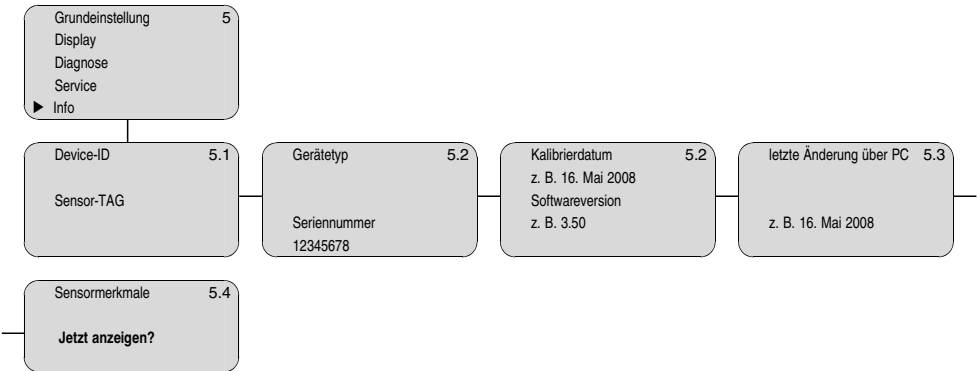 Grundeinstellung 5
Display
Diagnose
Service
▶ Info
Device-ID 5.1
Sensor-TAG
Gerätetyp 5.2
Seriennummer
12345678
Kalibrierdatum 5.2
z. B. 16. Mai 2008
Softwareversion
z. B. 3.50
letzte Änderung über PC 5.3
z. B. 16. Mai 2008
Sensormerkmale 5.4
Jetzt anzeigen?